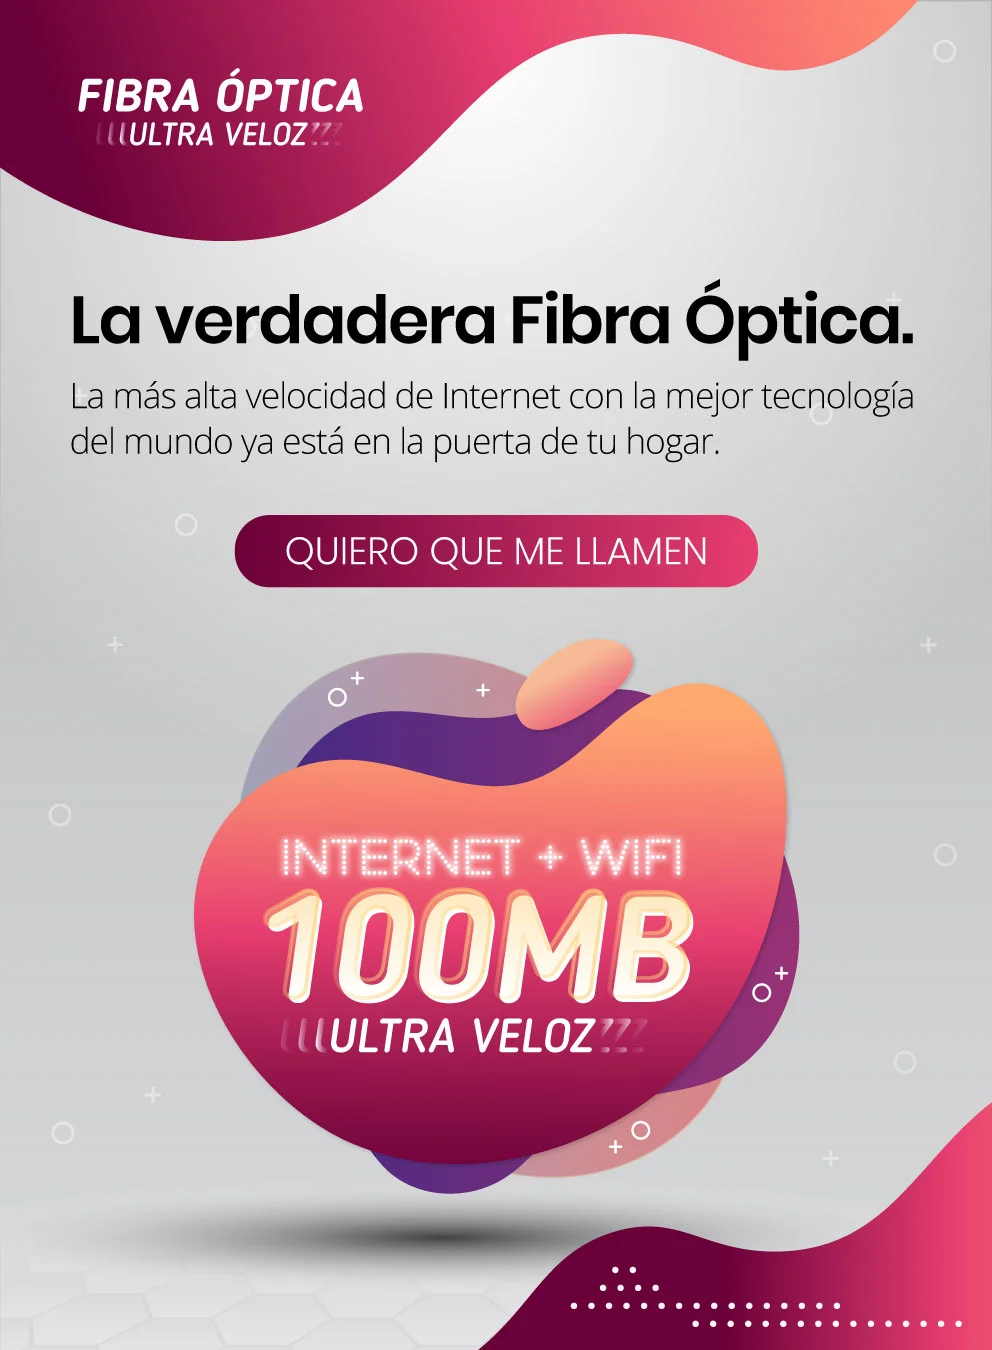 FIBRA ÓPTICA
ULTRA VELOZ
La verdadera Fibra Óptica.
La más alta velocidad de Internet con la mejor tecnología
del mundo ya está en la puerta de tu hogar.
QUIERO QUE ME LLAMEN
INTERNET + WIFI
100MB
ULTRA VELOZ